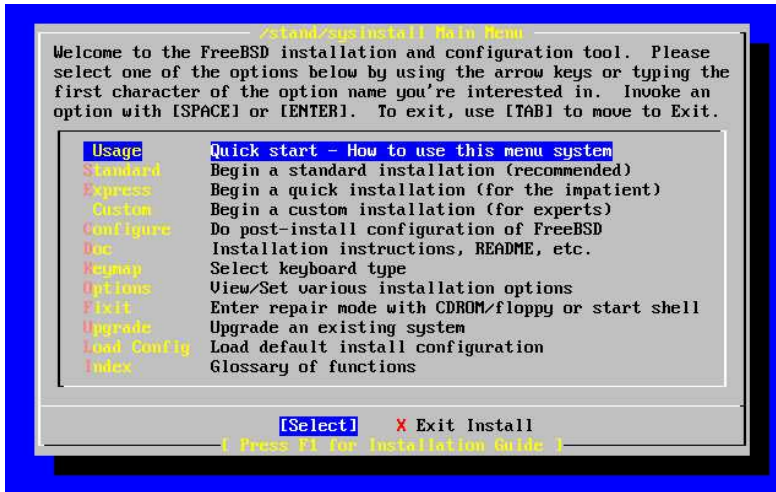 /stand/sysinstall Main Menu
Welcome to the FreeBSD installation and configuration tool.  Please
select one of the options below by using the arrow keys or typing the
first character of the option name you're interested in.  Invoke an
option with [SPACE] or [ENTER].  To exit, use [TAB] to move to Exit.
Usage Quick start - How to use this menu system
Standard Begin a standard installation (recommended)
Express Begin a quick installation (for the impatient)
Custom Begin a custom installation (for experts)
Configure Do post-install configuration of FreeBSD
Doc Installation instructions, README, etc.
Keymap Select keyboard type
Options View/Set various installation options
Fixit Enter repair mode with CDROM/floppy or start shell
Upgrade Upgrade an existing system
Load Config Load default install configuration
Index Glossary of functions
[Select] X Exit Install
[ Press F1 for Installation Guide ]